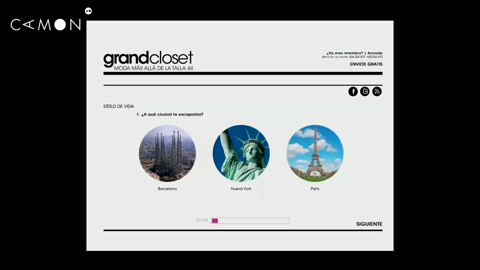 CAMON
grandcloset
MODA MÁS ALLÁ DE LA TALLA 44
¿Ya eres miembro? | Accede
ENVIOS GRATIS
ESTILO DE VIDA
1. ¿A qué ciudad te escaparías?
Barcelona
Nueva York
París
SIGUIENTE